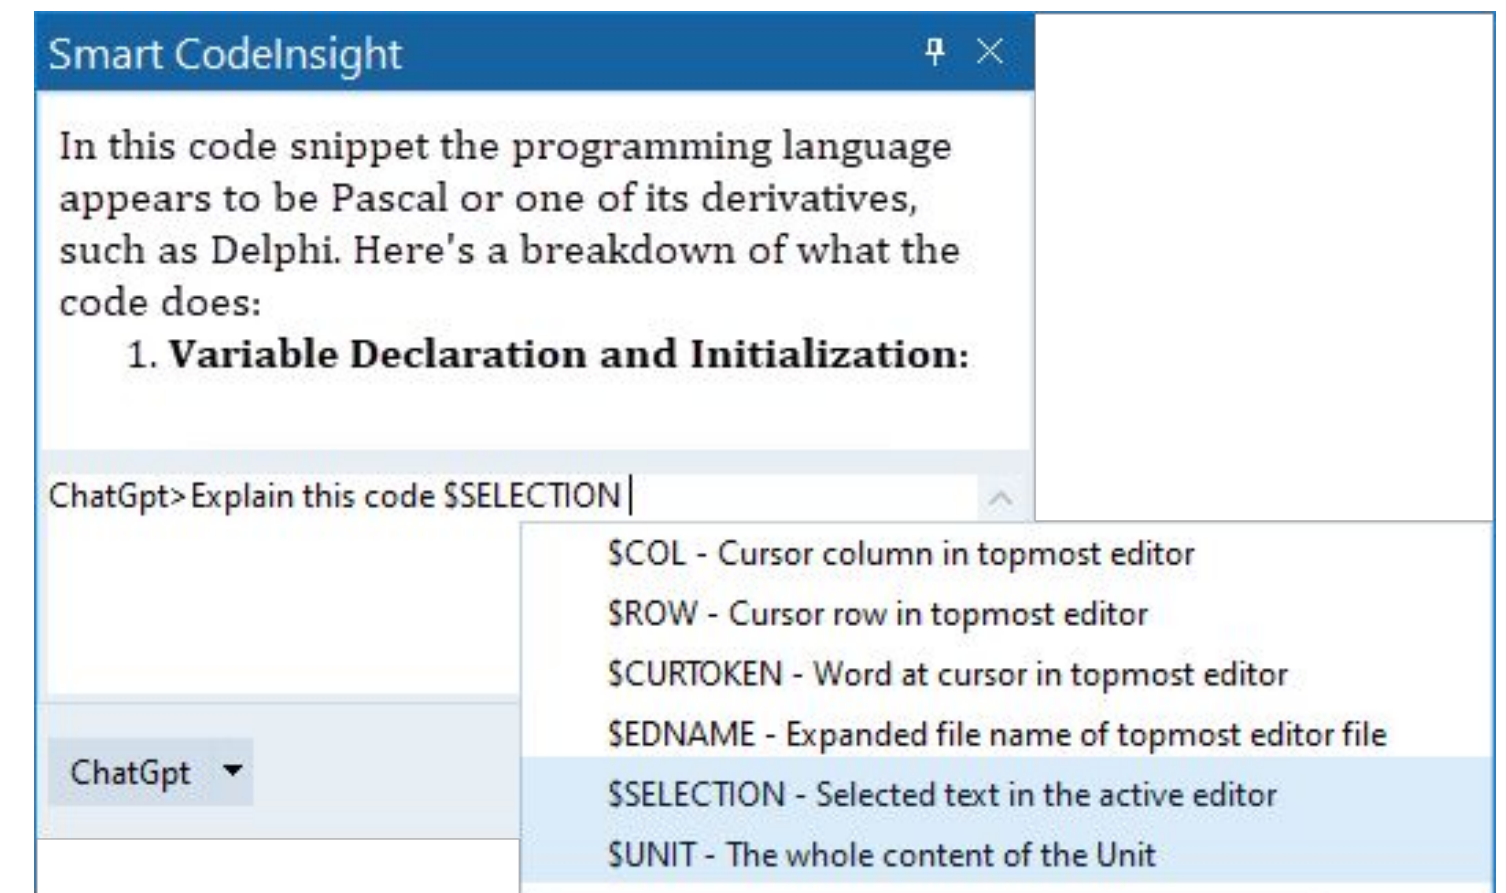 Smart CodeInsight
In this code snippet the programming language
appears to be Pascal or one of its derivatives,
such as Delphi. Here's a breakdown of what the
code does:
1. Variable Declaration and Initialization:
ChatGpt>Explain this code $SELECTION
$COL - Cursor column in topmost editor
$ROW - Cursor row in topmost editor
$CURTOKEN - Word at cursor in topmost editor
$EDNAME - Expanded file name of topmost editor file
$SELECTION - Selected text in the active editor
$UNIT - The whole content of the Unit
ChatGpt